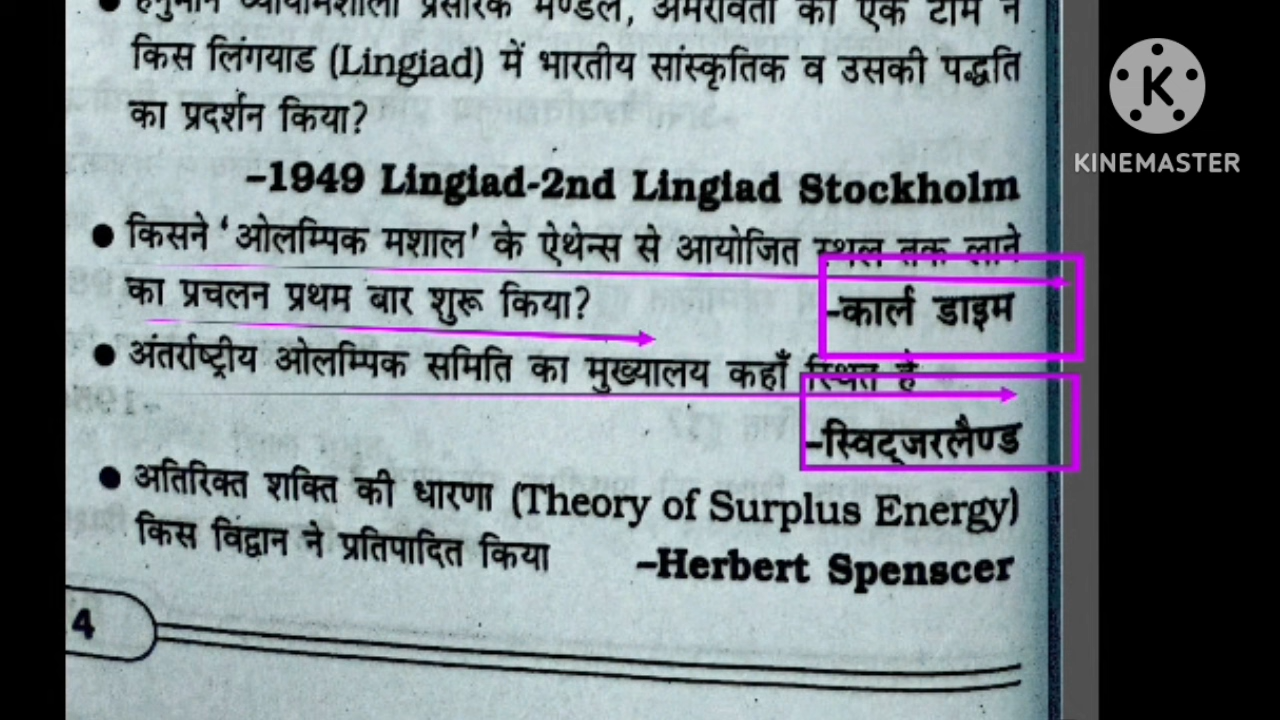 हनुमान व्यायामशाला प्रसारक मण्डल, अमरावती की एक टीम ने
किस लिंगयाड (Lingiad) में भारतीय सांस्कृतिक व उसकी पद्धति
का प्रदर्शन किया?
-1949 Lingiad-2nd Lingiad Stockholm
● किसने ‘ओलम्पिक मशाल’ के ऐथेन्स से आयोजित स्थल तक लाने
का प्रचलन प्रथम बार शुरू किया? -कार्ल डाइम
● अंतर्राष्ट्रीय ओलम्पिक समिति का मुख्यालय कहाँ स्थित है
-स्विट्जरलैण्ड
● अतिरिक्त शक्ति की धारणा (Theory of Surplus Energy)
किस विद्वान ने प्रतिपादित किया -Herbert Spenscer
4
K
KINEMASTER